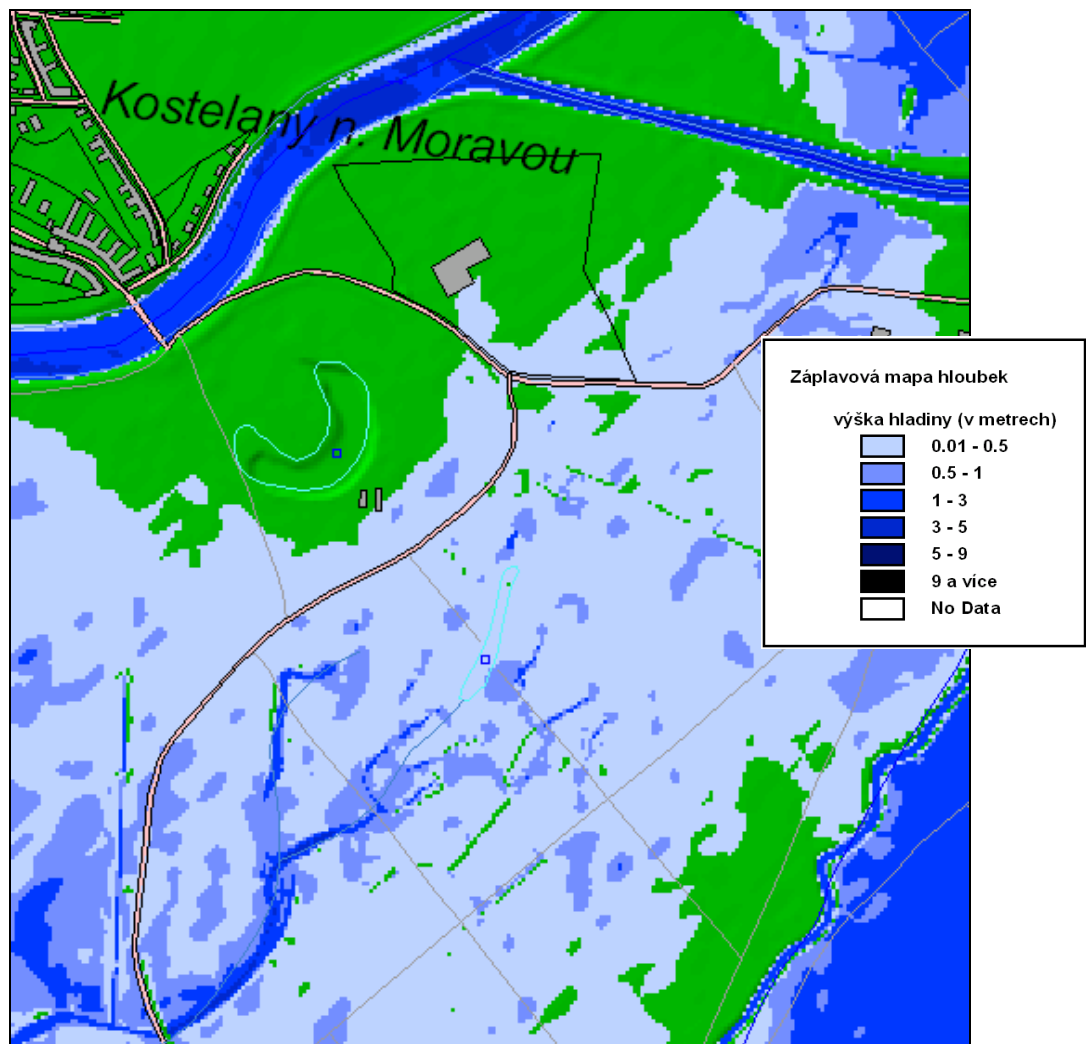 Kostelany n. Moravou
Záplavová mapa hloubek
výška hladiny (v metrech)
0.01 - 0.5
0.5 - 1
1 - 3
3 - 5
5 - 9
9 a více
No Data